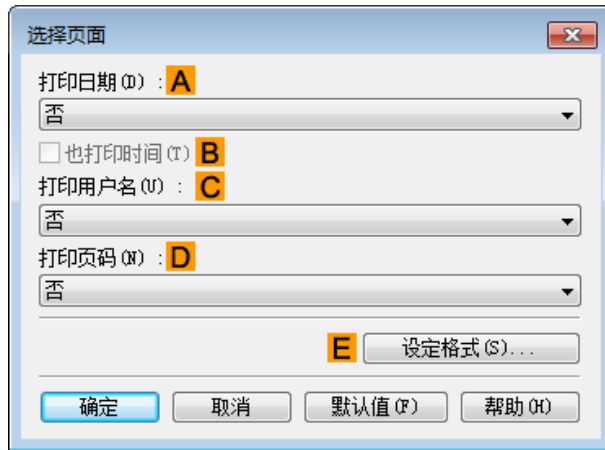 选择页面
打印日期(D) : A
否
也打印时间(T) B
打印用户名(U) : C
否
打印页码(N) : D
否
E 设定格式(S)...
确定 取消 默认值(F) 帮助(H)